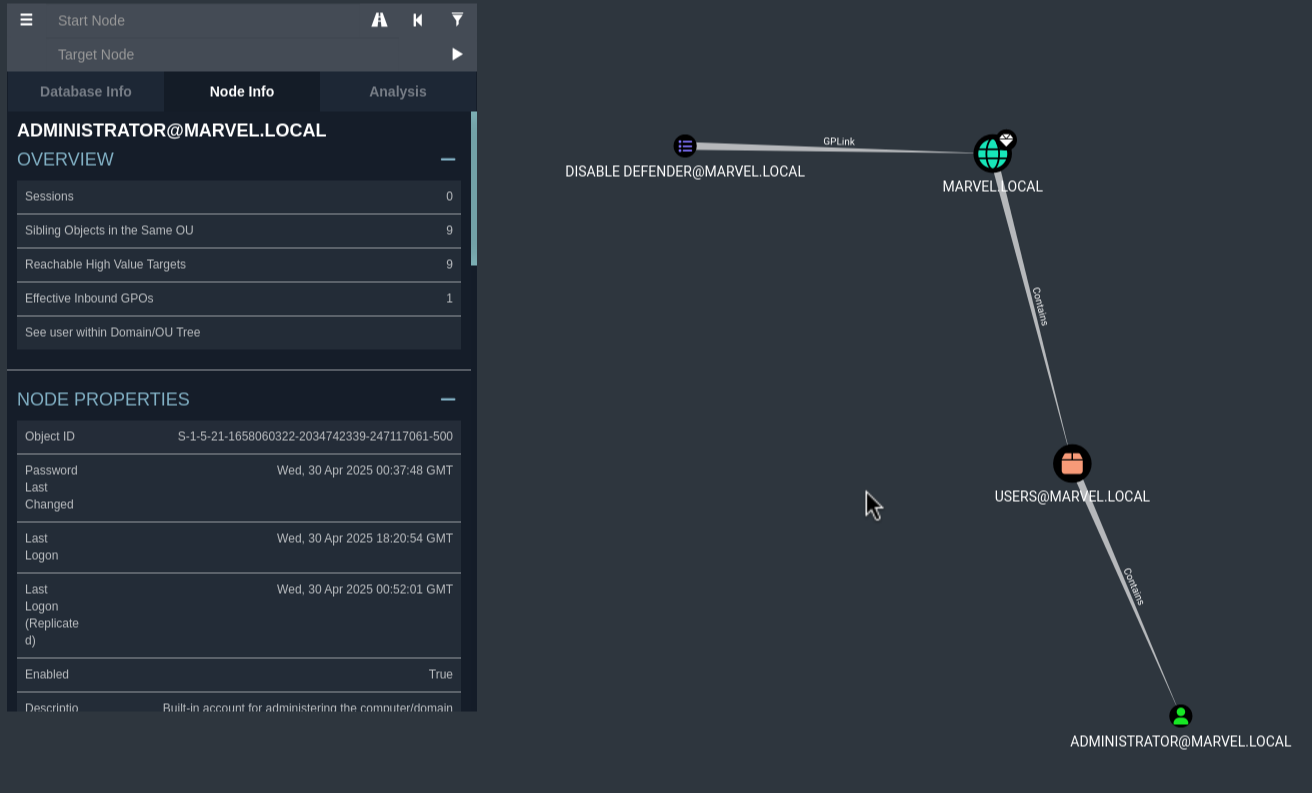 Start Node
Target Node
Database Info
Node Info
Analysis
ADMINISTRATOR@MARVEL.LOCAL
OVERVIEW
Sessions 0
Sibling Objects in the Same OU 9
Reachable High Value Targets 9
Effective Inbound GPOs 1
See user within Domain/OU Tree
NODE PROPERTIES
Object ID S-1-5-21-1658060322-2034742339-247117061-500
Password Wed, 30 Apr 2025 00:37:48 GMT
Last
Changed
Last Wed, 30 Apr 2025 18:20:54 GMT
Logon
Last Wed, 30 Apr 2025 00:52:01 GMT
Logon
(Replicate
d)
Enabled True
Descriptio Built-in account for administering the computer/domain
GPLink
DISABLE DEFENDER@MARVEL.LOCAL
MARVEL.LOCAL
Contains
USERS@MARVEL.LOCAL
Contains
ADMINISTRATOR@MARVEL.LOCAL